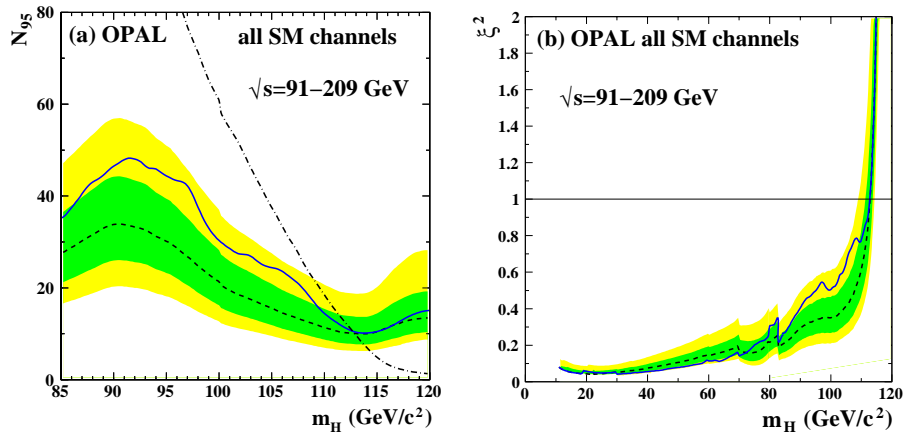 (a) OPAL all SM channels
√s=91−209 GeV
N₉₅
80
60
40
20
0
85 90 95 100 105 110 115 120
m_H (GeV/c²)
(b) OPAL all SM channels
√s=91−209 GeV
ξ²
2
1.8
1.6
1.4
1.2
1
0.8
0.6
0.4
0.2
0
0 20 40 60 80 100 120
m_H (GeV/c²)